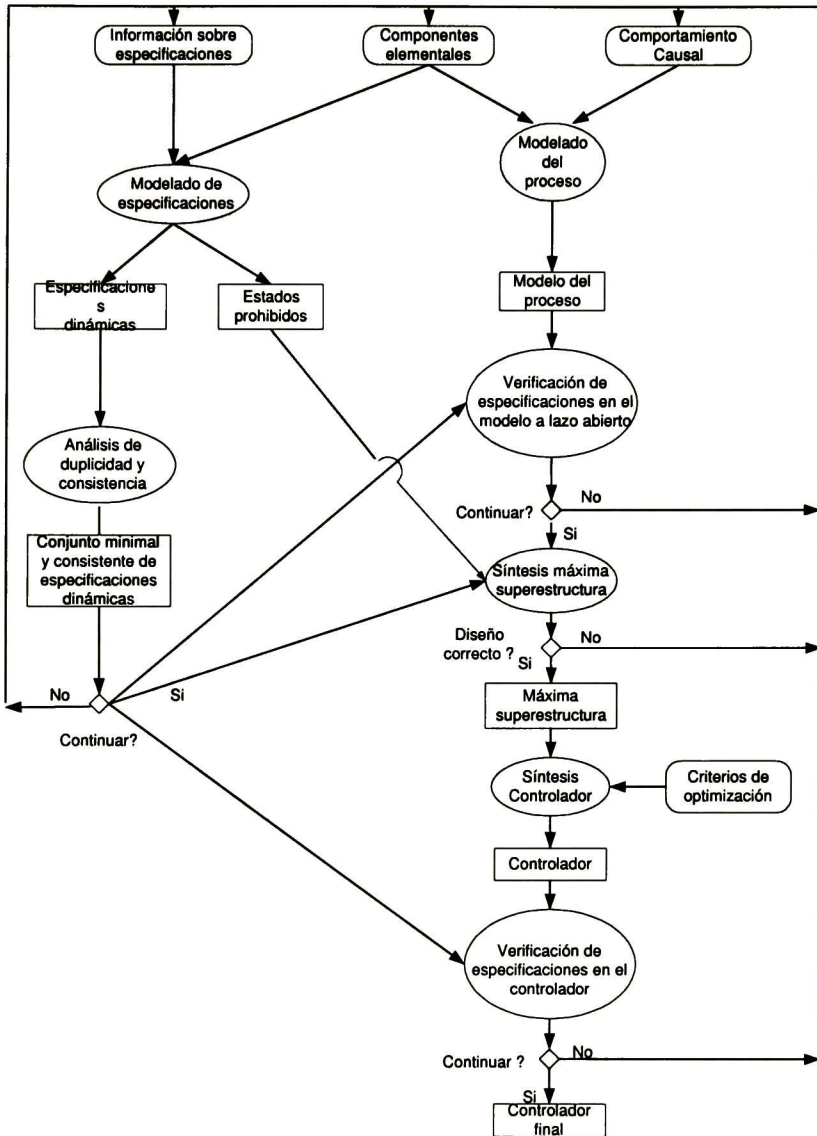 Información sobre
especificaciones
Componentes
elementales
Comportamiento
Causal
Modelado
del
proceso
Modelado de
especificaciones
Modelo del
proceso
Especificacione
s
dinámicas
Estados
prohibidos
Verificación de
especificaciones en el
modelo a lazo abierto
Análisis de
duplicidad y
consistencia
Continuar?
No
Si
Conjunto minimal
y consistente de
especificaciones
dinámicas
Síntesis máxima
superestructura
Diseño
correcto ?
No
Si
No
Si
Continuar?
Máxima
superestructura
Síntesis
Controlador
Criterios de
optimización
Controlador
Verificación de
especificaciones en el
controlador
Continuar ?
No
Si
Controlador
final